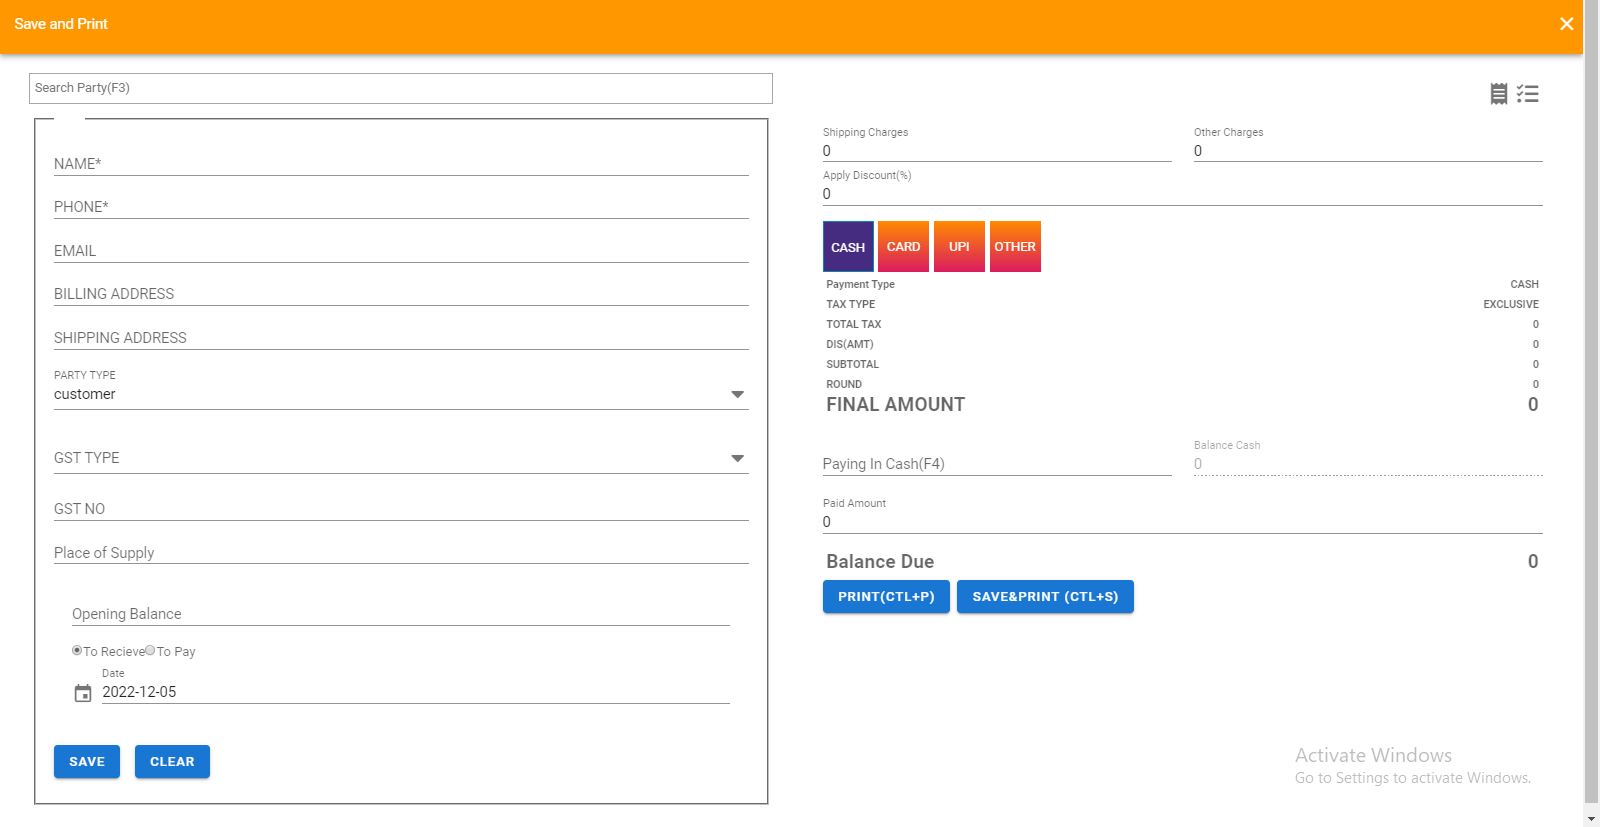 Save and Print
Search Party(F3)
NAME*
PHONE*
EMAIL
BILLING ADDRESS
SHIPPING ADDRESS
PARTY TYPE
customer
GST TYPE
GST NO
Place of Supply
Opening Balance
To Recieve To Pay
Date
2022-12-05
SAVE CLEAR
Shipping Charges Other Charges
0 0
Apply Discount(%)
0
CASH CARD UPI OTHER
Payment Type CASH
TAX TYPE EXCLUSIVE
TOTAL TAX 0
DIS(AMT) 0
SUBTOTAL 0
ROUND 0
FINAL AMOUNT 0
Balance Cash
Paying In Cash(F4) 0
Paid Amount
0
Balance Due 0
PRINT(CTL+P) SAVE&PRINT (CTL+S)
Activate Windows
Go to Settings to activate Windows.